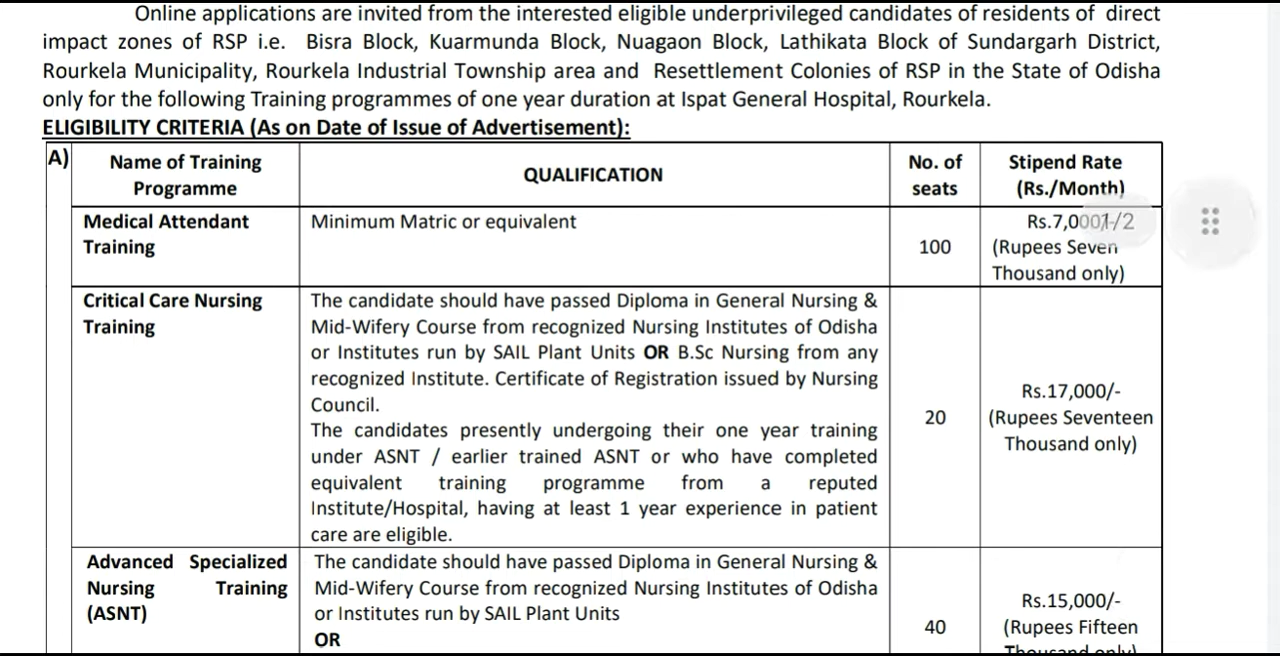 Online applications are invited from the interested eligible underprivileged candidates of residents of direct
impact zones of RSP i.e. Bisra Block, Kuarmunda Block, Nuagaon Block, Lathikata Block of Sundargarh District,
Rourkela Municipality, Rourkela Industrial Township area and Resettlement Colonies of RSP in the State of Odisha
only for the following Training programmes of one year duration at Ispat General Hospital, Rourkela.
ELIGIBILITY CRITERIA (As on Date of Issue of Advertisement):
A)
Name of Training
Programme
QUALIFICATION
No. of
seats
Stipend Rate
(Rs./Month)
Medical Attendant
Training
Minimum Matric or equivalent
100
(Rupees Seven
Thousand only)
Critical Care Nursing
Training
The candidate should have passed Diploma in General Nursing &
Mid-Wifery Course from recognized Nursing Institutes of Odisha
or Institutes run by SAIL Plant Units OR B.Sc Nursing from any
recognized Institute. Certificate of Registration issued by Nursing
Council.
The candidates presently undergoing their one year training
under ASNT / earlier trained ASNT or who have completed
equivalent training programme from a reputed
Institute/Hospital, having at least 1 year experience in patient
care are eligible.
20
Rs.17,000/-
(Rupees Seventeen
Thousand only)
Advanced Specialized
Nursing Training
(ASNT)
The candidate should have passed Diploma in General Nursing &
Mid-Wifery Course from recognized Nursing Institutes of Odisha
or Institutes run by SAIL Plant Units
OR
40
Rs.15,000/-
(Rupees Fifteen
Thousand only)